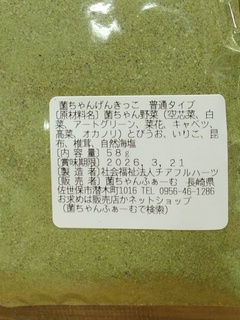 菌ちゃんげんきっこ 普通タイプ
[原材料名] 菌ちゃん野菜(空芯菜、白
菜、アートグリーン、菜花、キャベツ、
高菜、オカノリ)とびうお、いりこ、昆
布、椎茸、自然海塩
[内 容 量] 58g
[賞味期限] 2026, 3, 21
[製 造 者] 社会福祉法人チアフルハーツ
[販 売 者] 菌ちゃんふぁーむ 長崎県
佐世保市潜木町1016 TEL 0956-46-1286
お求めは販売店かネットショップ
(菌ちゃんふぁーむで検索)